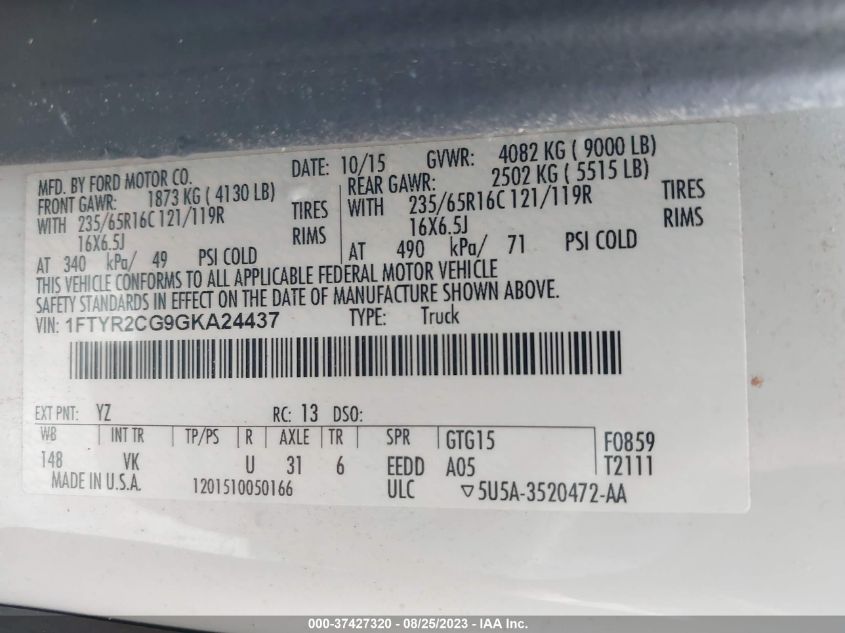 MFD. BY FORD MOTOR CO. DATE: 10/15 GVWR: 4082 KG ( 9000 LB)
FRONT GAWR: 1873 KG ( 4130 LB) REAR GAWR: 2502 KG ( 5515 LB)
WITH 235/65R16C 121/119R TIRES WITH 235/65R16C 121/119R TIRES
16X6.5J RIMS 16X6.5J RIMS
AT 340 kPa/ 49 PSI COLD AT 490 kPa/ 71 PSI COLD
THIS VEHICLE CONFORMS TO ALL APPLICABLE FEDERAL MOTOR VEHICLE
SAFETY STANDARDS IN EFFECT ON THE DATE OF MANUFACTURE SHOWN ABOVE.
VIN: 1FTYR2CG9GKA24437 TYPE: Truck
EXT PNT: YZ RC: 13 DSO:
WB INT TR TP/PS R AXLE TR SPR GTG15 F0859
148 VK U 31 6 EEDD A05 T2111
MADE IN U.S.A. 1201510050166 ULC ▽5U5A-3520472-AA
000-37427320 - 08/25/2023 - IAA Inc.